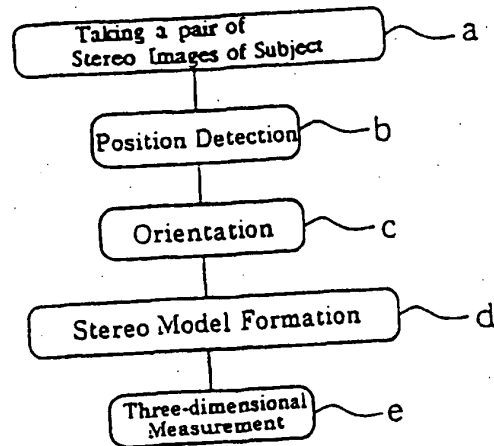 Taking a pair of
Stereo Images of Subject
a
Position Detection
b
Orientation
c
Stereo Model Formation
d
Three-dimensional
Measurement
e